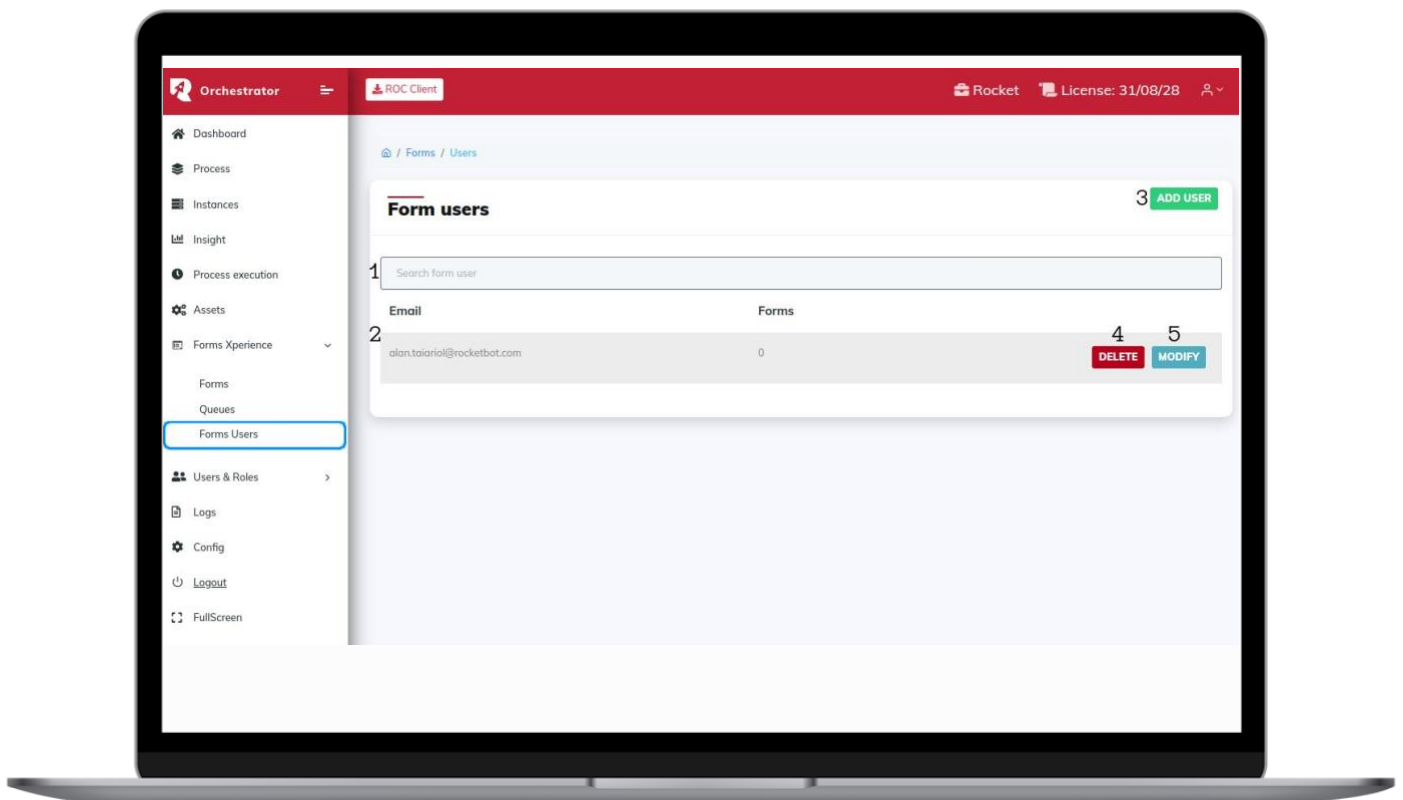 Orchestrator
ROC Client
Rocket
License: 31/08/28
Dashboard
Process
Instances
Insight
Process execution
Assets
Forms Xperience
Forms
Queues
Forms Users
Users & Roles
Logs
Config
Logout
FullScreen
/ Forms / Users
Form users
3 ADD USER
1 Search form user
Email Forms
2 4 5
alan.taiariol@rocketbot.com 0 DELETE MODIFY